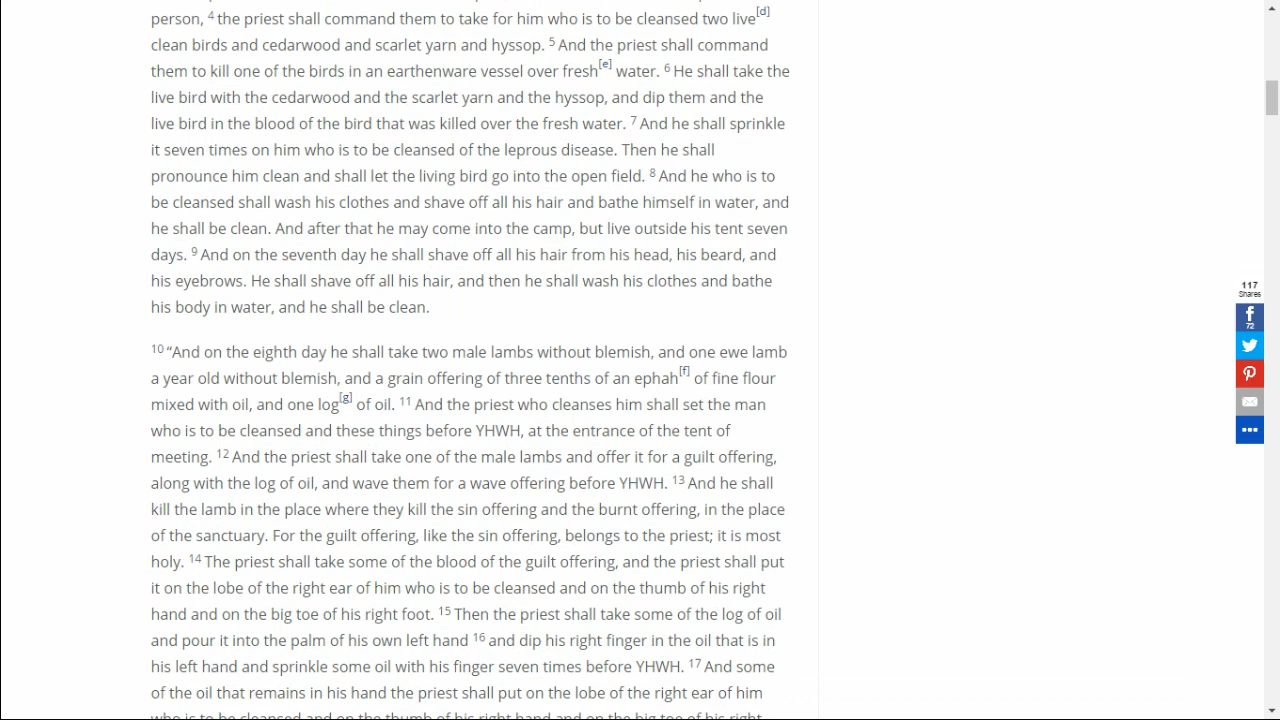 person, 4 the priest shall command them to take for him who is to be cleansed two live[d]
clean birds and cedarwood and scarlet yarn and hyssop. 5 And the priest shall command
them to kill one of the birds in an earthenware vessel over fresh[e] water. 6 He shall take the
live bird with the cedarwood and the scarlet yarn and the hyssop, and dip them and the
live bird in the blood of the bird that was killed over the fresh water. 7 And he shall sprinkle
it seven times on him who is to be cleansed of the leprous disease. Then he shall
pronounce him clean and shall let the living bird go into the open field. 8 And he who is to
be cleansed shall wash his clothes and shave off all his hair and bathe himself in water, and
he shall be clean. And after that he may come into the camp, but live outside his tent seven
days. 9 And on the seventh day he shall shave off all his hair from his head, his beard, and
his eyebrows. He shall shave off all his hair, and then he shall wash his clothes and bathe
his body in water, and he shall be clean.
10 “And on the eighth day he shall take two male lambs without blemish, and one ewe lamb
a year old without blemish, and a grain offering of three tenths of an ephah[f] of fine flour
mixed with oil, and one log[g] of oil. 11 And the priest who cleanses him shall set the man
who is to be cleansed and these things before YHWH, at the entrance of the tent of
meeting. 12 And the priest shall take one of the male lambs and offer it for a guilt offering,
along with the log of oil, and wave them for a wave offering before YHWH. 13 And he shall
kill the lamb in the place where they kill the sin offering and the burnt offering, in the place
of the sanctuary. For the guilt offering, like the sin offering, belongs to the priest; it is most
holy. 14 The priest shall take some of the blood of the guilt offering, and the priest shall put
it on the lobe of the right ear of him who is to be cleansed and on the thumb of his right
hand and on the big toe of his right foot. 15 Then the priest shall take some of the log of oil
and pour it into the palm of his own left hand 16 and dip his right finger in the oil that is in
his left hand and sprinkle some oil with his finger seven times before YHWH. 17 And some
of the oil that remains in his hand the priest shall put on the lobe of the right ear of him
who is to be cleansed and on the thumb of his right hand and on the big toe of his right
117
Shares
72